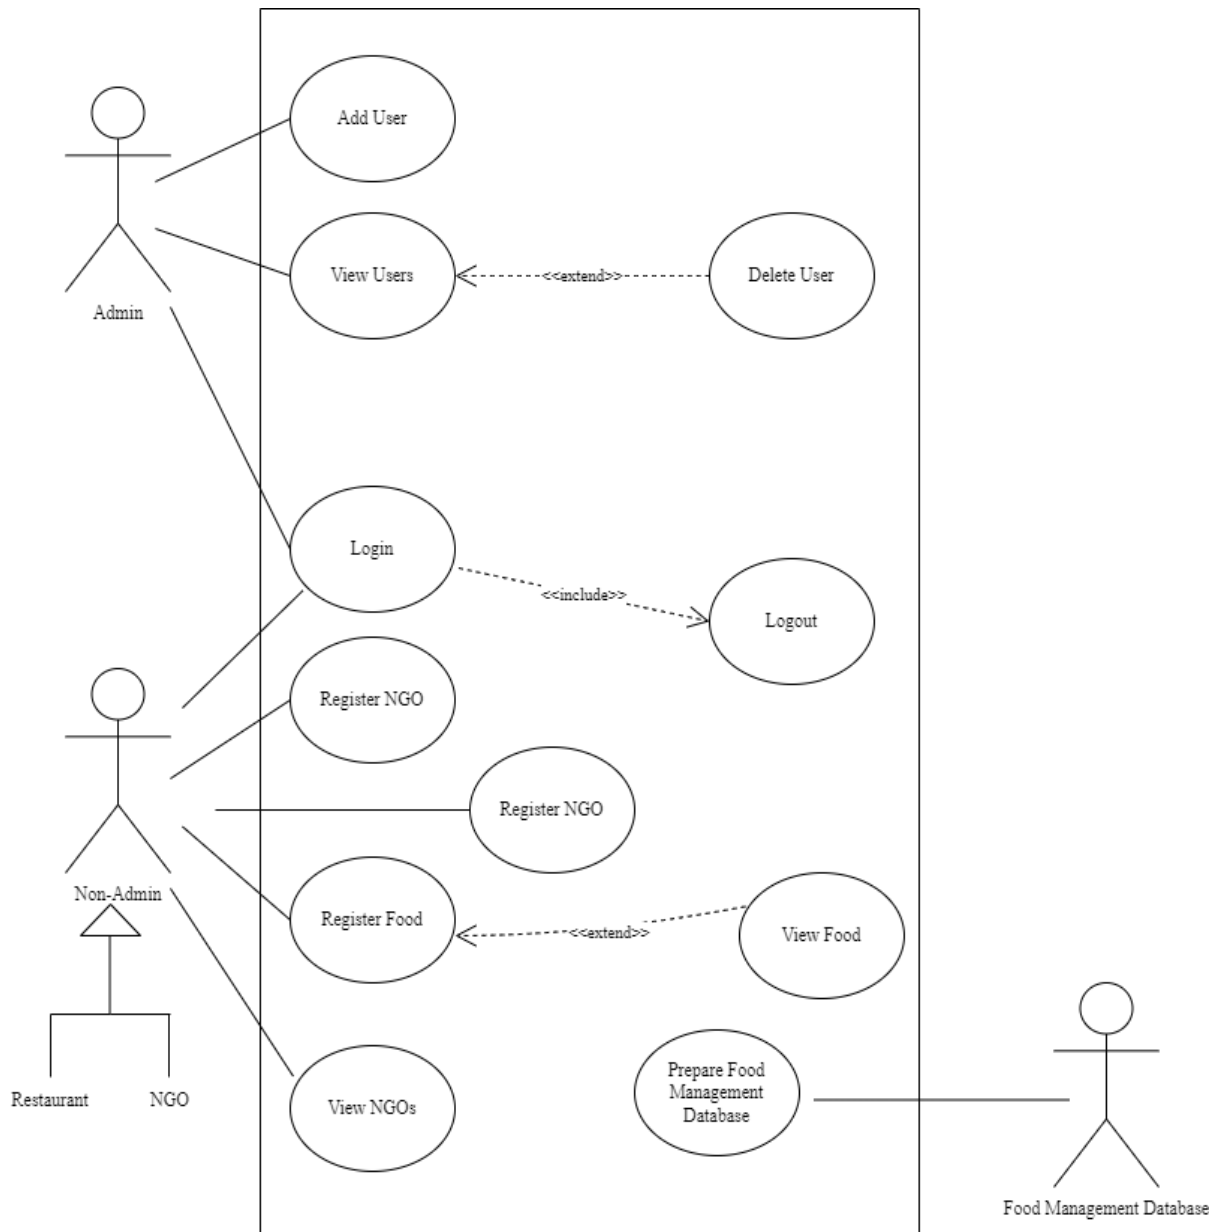 Add User
View Users
<<extend>>
Delete User
Admin
Login
<<include>>
Logout
Register NGO
Register NGO
Non-Admin
Register Food
<<extend>>
View Food
Restaurant
NGO
View NGOs
Prepare Food
Management
Database
Food Management Database